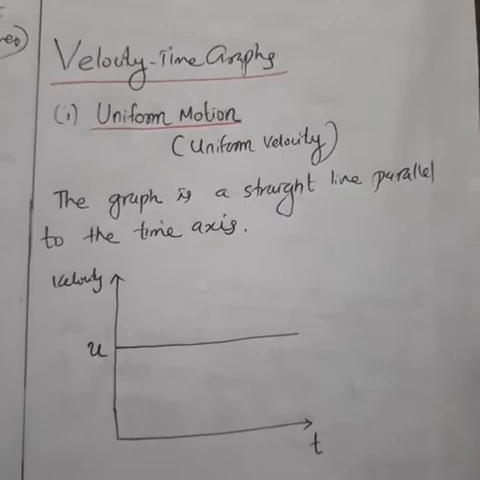 Velocity-Time Graphs
(i) Uniform Motion
(Uniform Velocity)
The graph is a straight line parallel
to the time axis.
Velocity
u
t